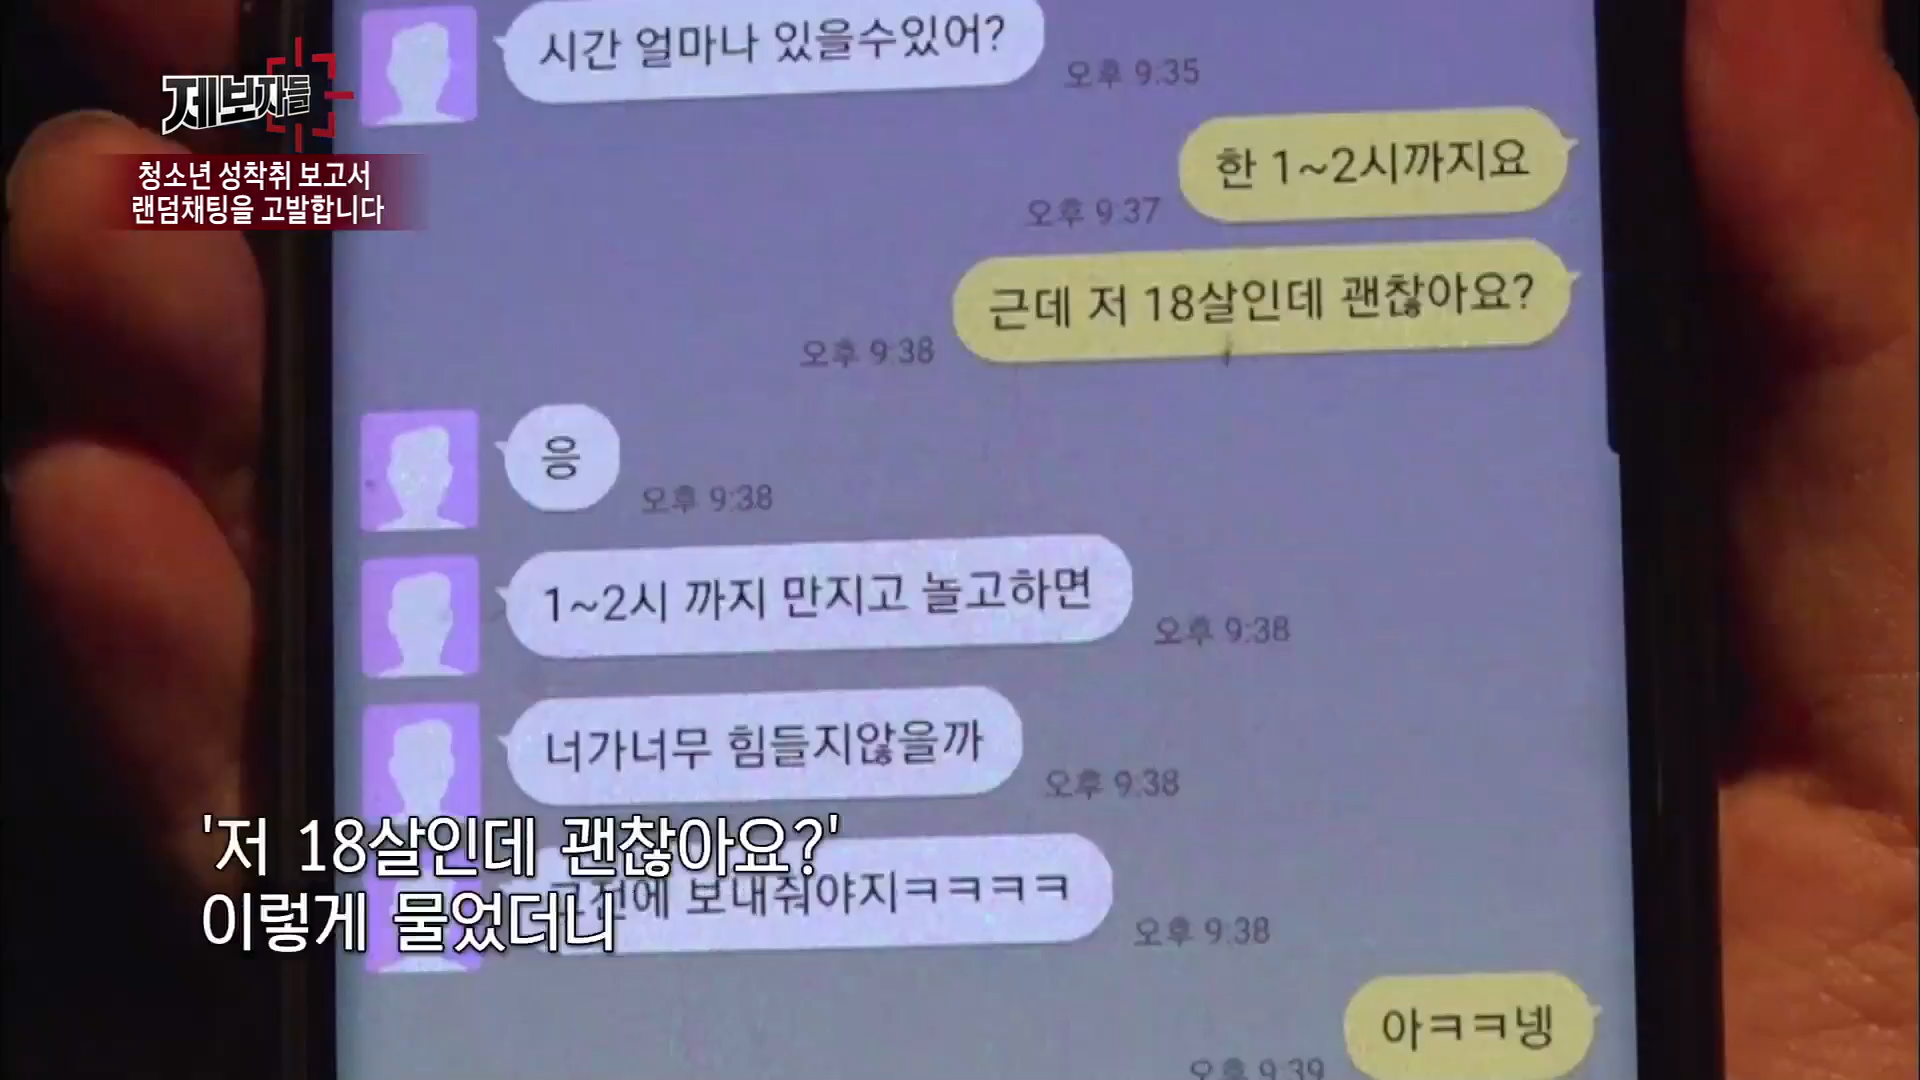 제보자들
청소년 성착취 보고서
랜덤채팅을 고발합니다
시간 얼마나 있을수있어?
오후 9:35
한 1~2시까지요
오후 9:37
근데 저 18살인데 괜찮아요?
오후 9:38
응
오후 9:38
1~2시 까지 만지고 놀고하면
오후 9:38
너가너무 힘들지않을까
오후 9:38
보내줘야지ㅋㅋㅋㅋ
오후 9:38
아ㅋㅋ넹
오후 9:39
'저 18살인데 괜찮아요?'
이렇게 물었더니